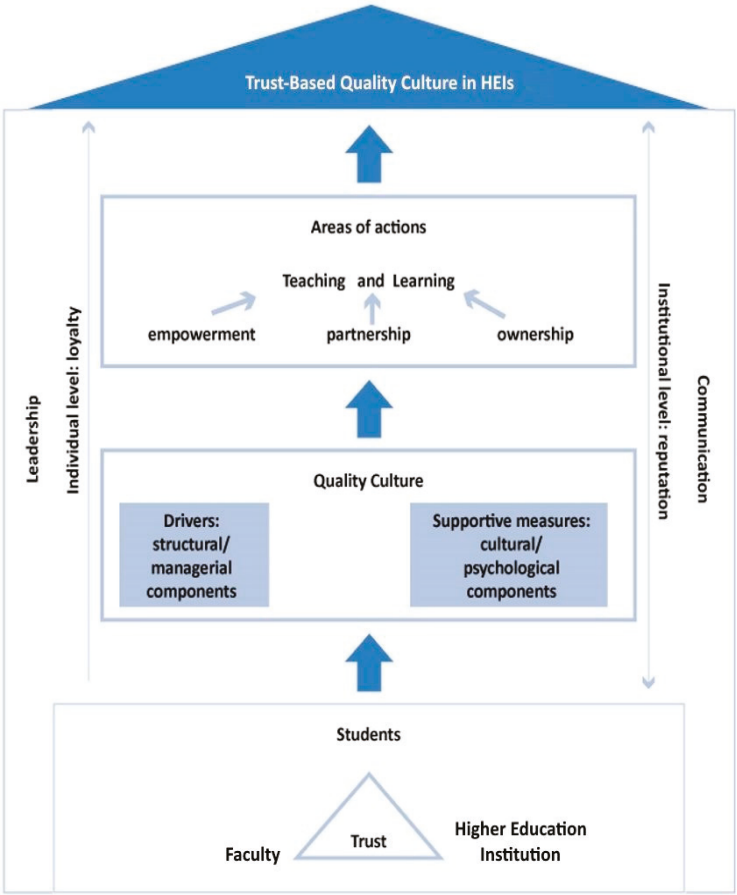 Trust-Based Quality Culture in HEIs
Areas of actions
Teaching and Learning
empowerment
partnership
ownership
Leadership
Individual level: loyalty
Institutional level: reputation
Communication
Quality Culture
Drivers:
structural/
managerial
components
Supportive measures:
cultural/
psychological
components
Students
Trust
Faculty
Higher Education
Institution